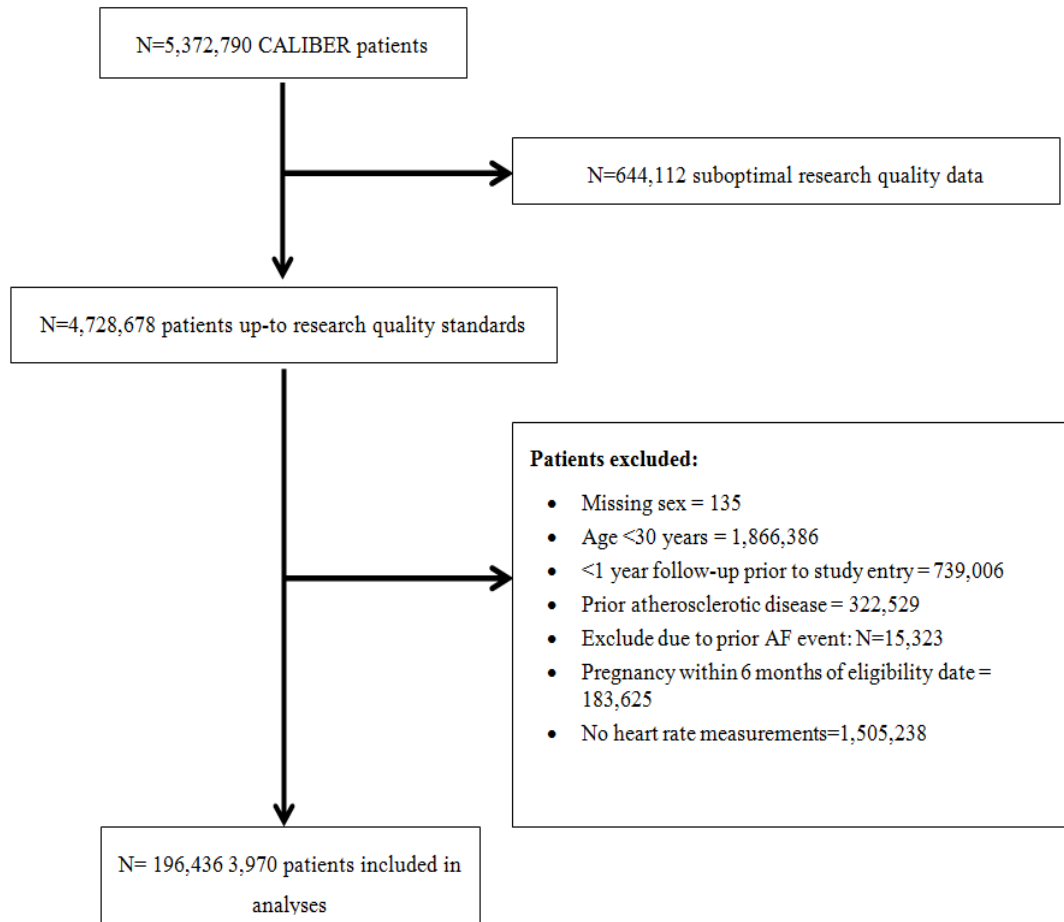 N=5,372,790 CALIBER patients
N=644,112 suboptimal research quality data
N=4,728,678 patients up-to research quality standards
Patients excluded:
• Missing sex = 135
• Age <30 years = 1,866,386
• <1 year follow-up prior to study entry = 739,006
• Prior atherosclerotic disease = 322,529
• Exclude due to prior AF event: N=15,323
• Pregnancy within 6 months of eligibility date =
183,625
• No heart rate measurements=1,505,238
N= 196,436 3,970 patients included in
analyses